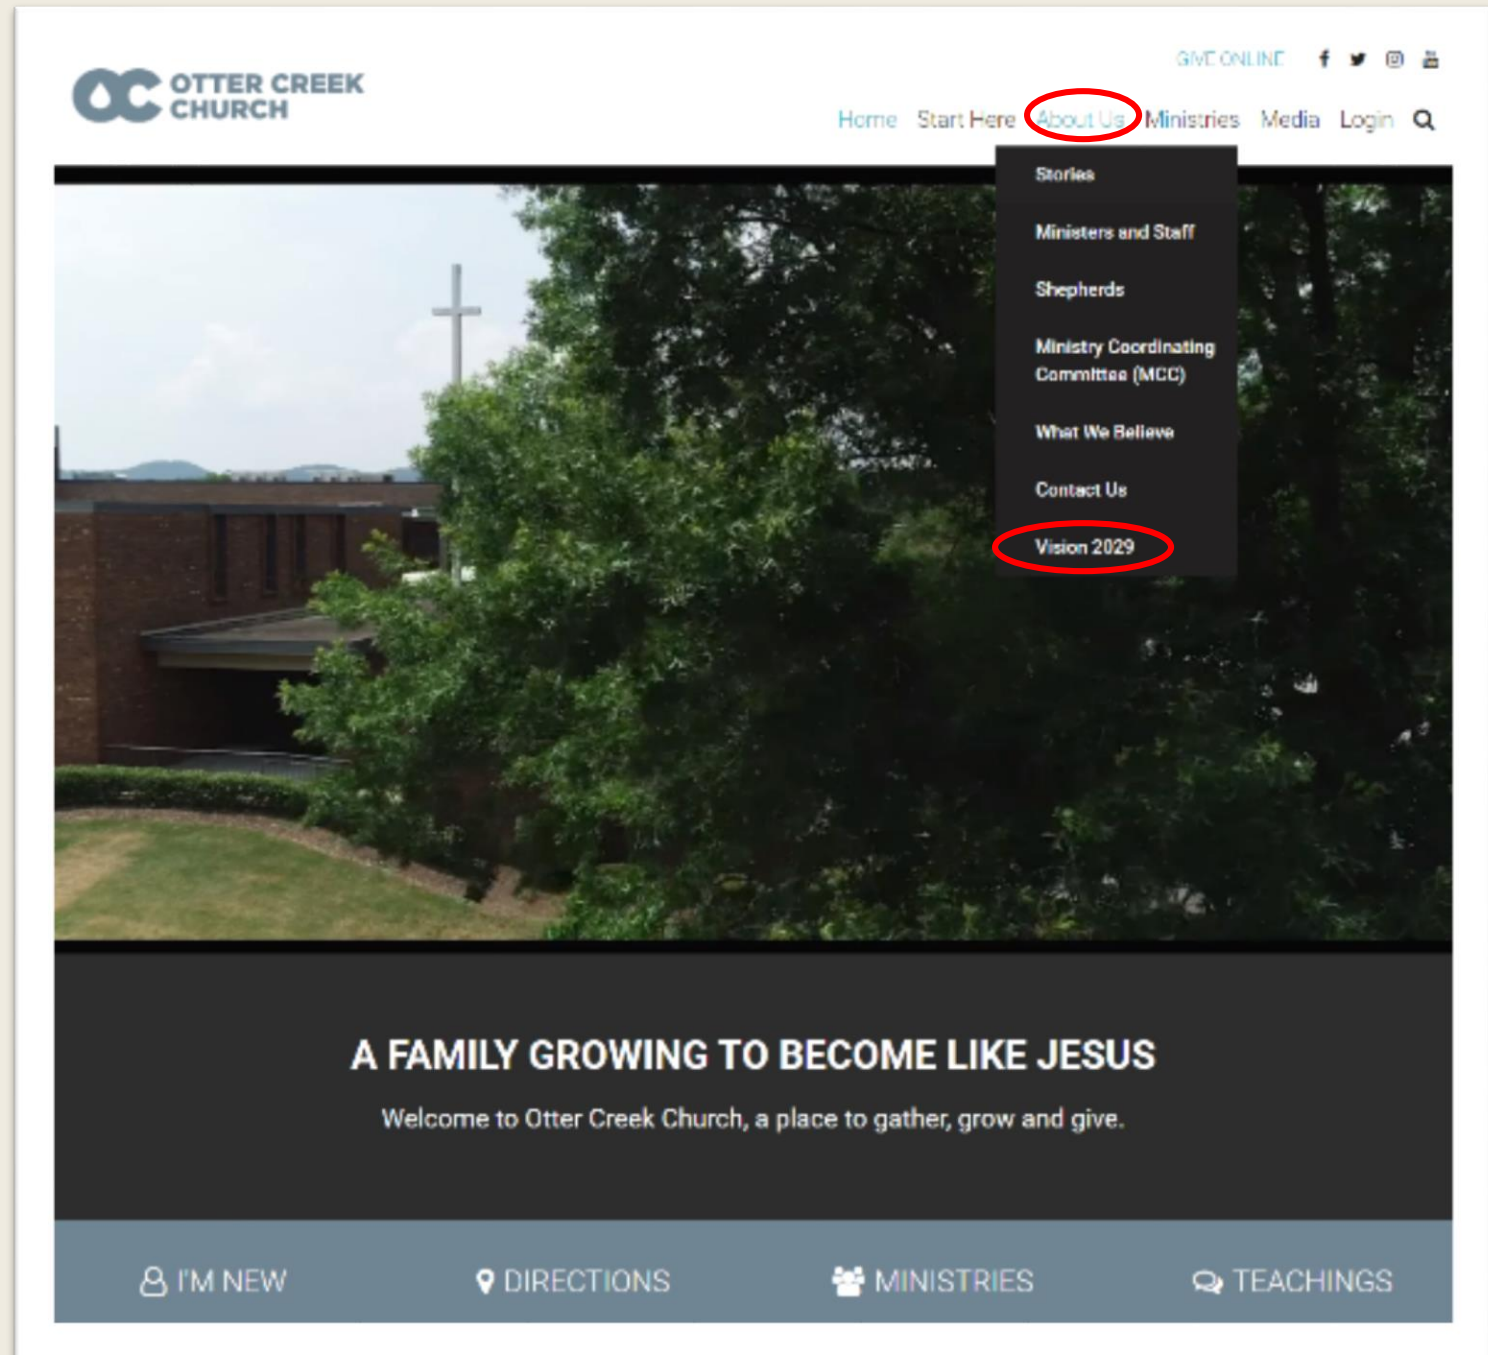 OTTER CREEK
CHURCH
GIVE ONLINE
Home Start Here About Us Ministries Media Login
Stories
Ministers and Staff
Shepherds
Ministry Coordinating
Committee (MCC)
What We Believe
Contact Us
Vision 2029
A FAMILY GROWING TO BECOME LIKE JESUS
Welcome to Otter Creek Church, a place to gather, grow and give.
I'M NEW
DIRECTIONS
MINISTRIES
TEACHINGS